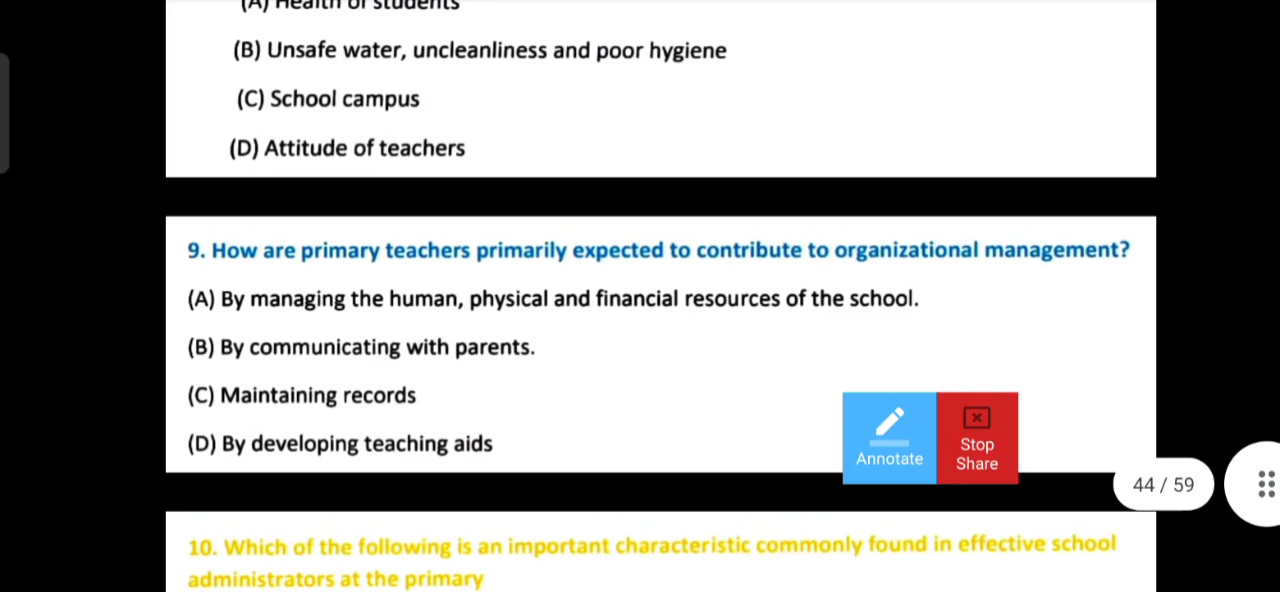 (A) Health of students
(B) Unsafe water, uncleanliness and poor hygiene
(C) School campus
(D) Attitude of teachers
9. How are primary teachers primarily expected to contribute to organizational management?
(A) By managing the human, physical and financial resources of the school.
(B) By communicating with parents.
(C) Maintaining records
(D) By developing teaching aids
Annotate
Stop
Share
44 / 59
10. Which of the following is an important characteristic commonly found in effective school
administrators at the primary